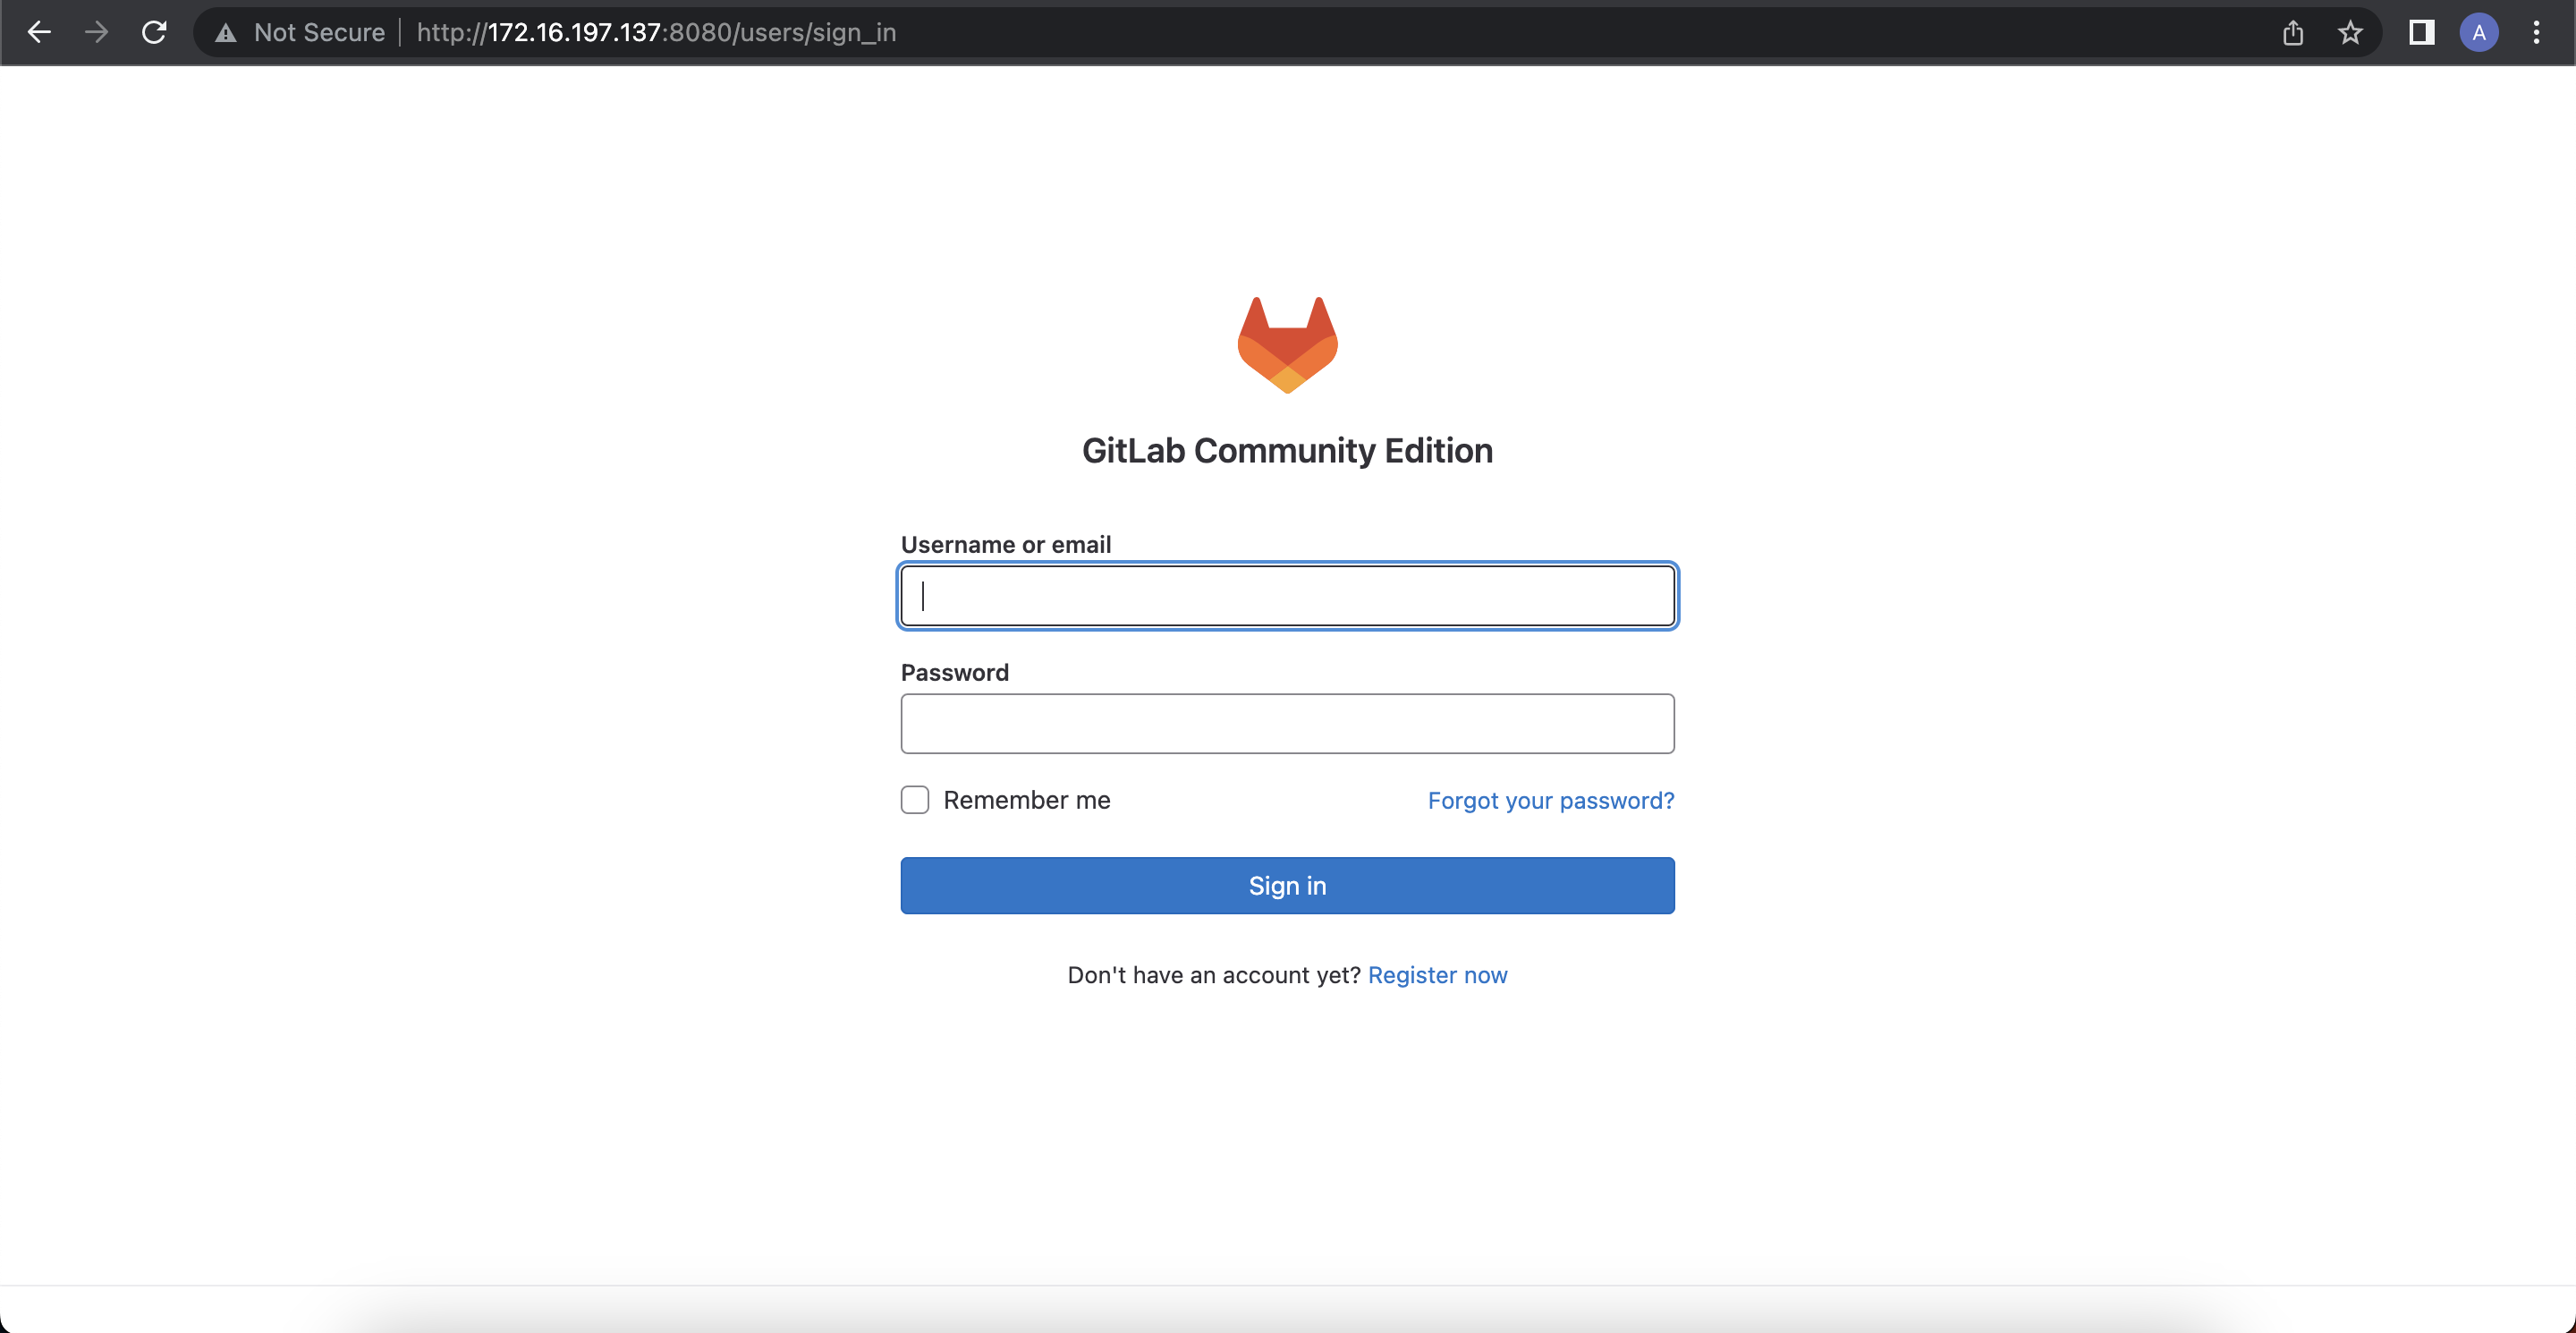 Not Secure http://172.16.197.137:8080/users/sign_in A
GitLab Community Edition
Username or email
Password
Remember me Forgot your password?
Sign in
Don't have an account yet? Register now